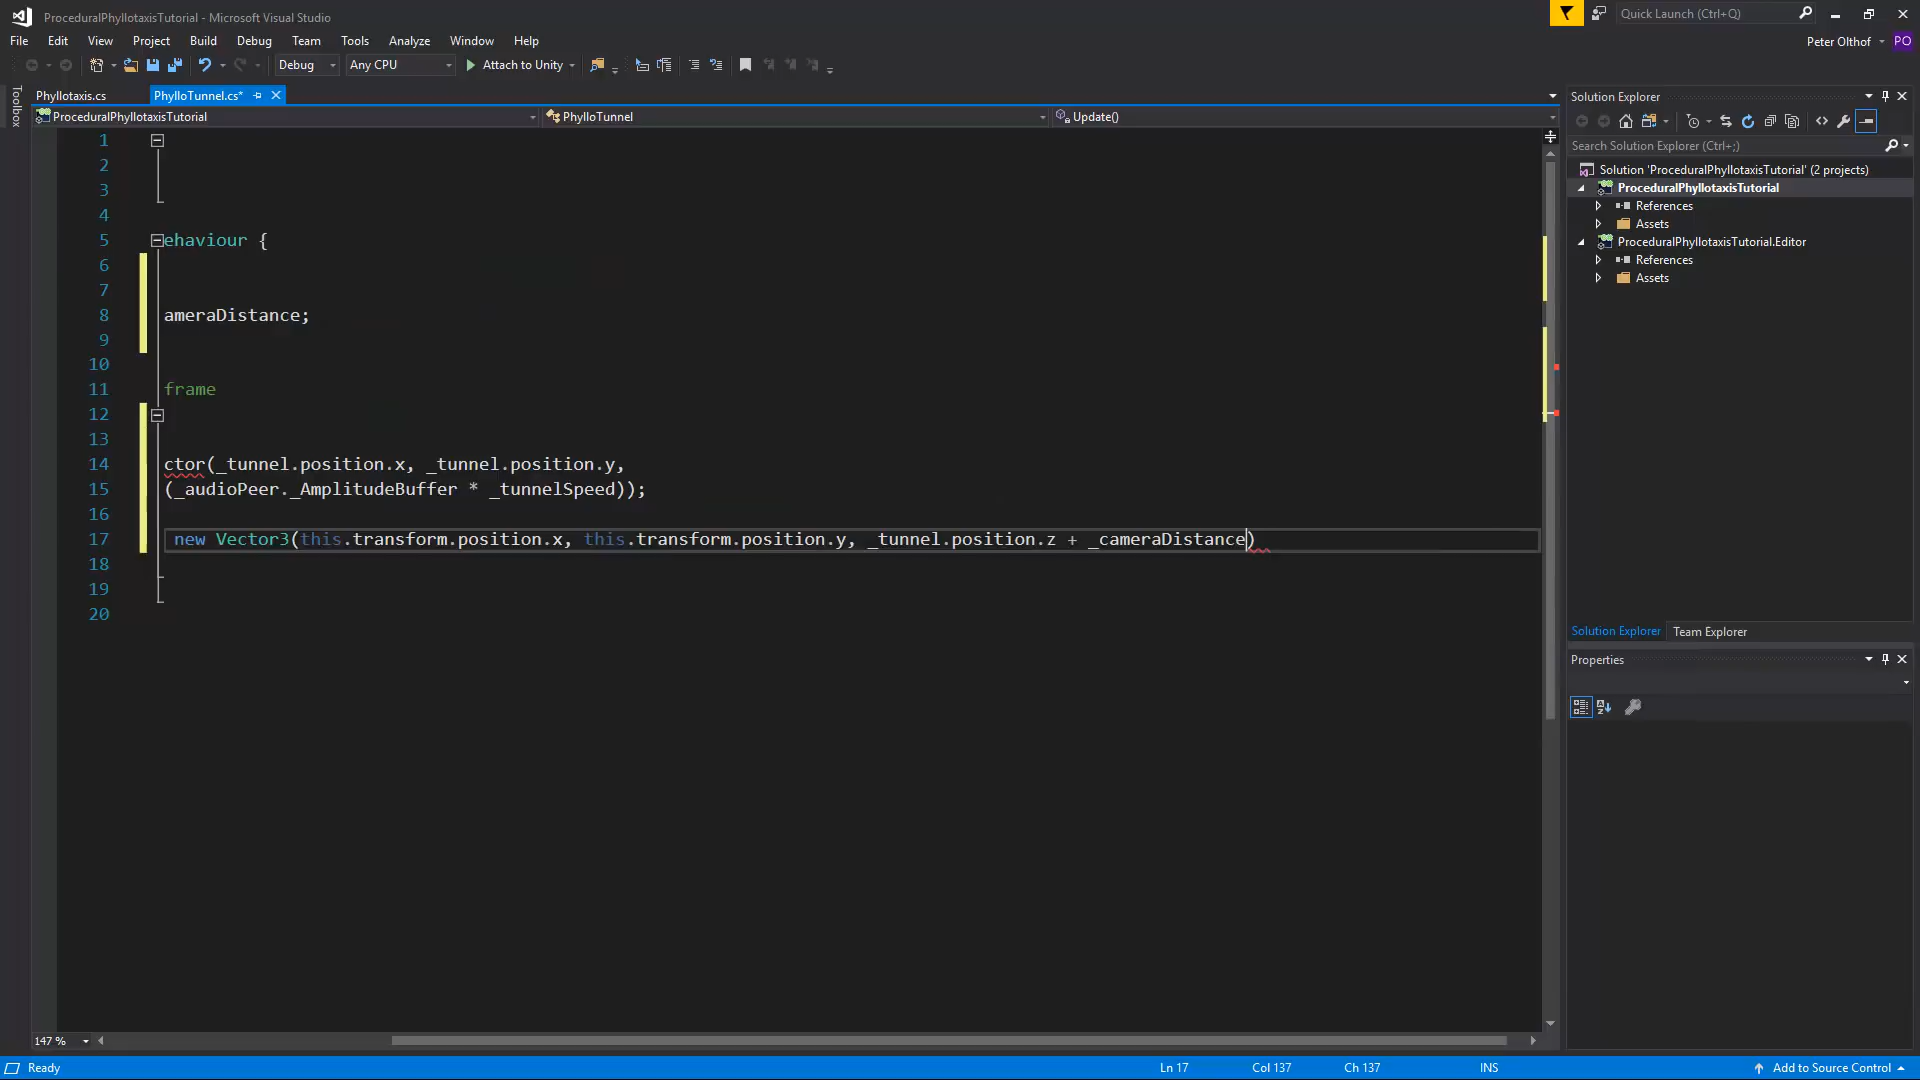 ProceduralPhyllotaxisTutorial - Microsoft Visual Studio
Quick Launch (Ctrl+Q)
File Edit View Project Build Debug Team Tools Analyze Window Help
Peter Olthof PO
Debug Any CPU Attach to Unity
Toolbox
Phyllotaxis.cs PhylloTunnel.cs*
ProceduralPhyllotaxisTutorial PhylloTunnel Update()
1
2
3
4
5 ehaviour {
6
7
8 ameraDistance;
9
10
11 frame
12
13
14 ctor(_tunnel.position.x, _tunnel.position.y,
15 (_audioPeer._AmplitudeBuffer * _tunnelSpeed));
16
17 new Vector3(this.transform.position.x, this.transform.position.y, _tunnel.position.z + _cameraDistance)
18
19
20
147 %
Solution Explorer
Search Solution Explorer (Ctrl+;)
Solution 'ProceduralPhyllotaxisTutorial' (2 projects)
ProceduralPhyllotaxisTutorial
References
Assets
ProceduralPhyllotaxisTutorial.Editor
References
Assets
Solution Explorer Team Explorer
Properties
Ready Ln 17 Col 137 Ch 137 INS Add to Source Control